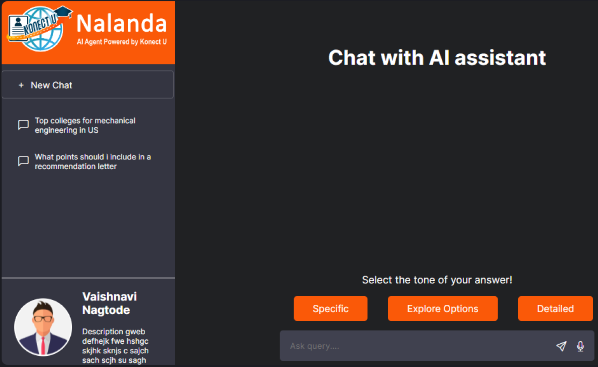 KONECT U
Nalanda
AI Agent Powered by Konect U
+ New Chat
Top colleges for mechanical
engineering in US
What points should i include in a
recommendation letter
Vaishnavi
Nagtode
Description gweb
defhejk fwe hshgc
skjhk sknjs c sajch
sach scjh su sagh
Chat with AI assistant
Select the tone of your answer!
Specific
Explore Options
Detailed
Ask query....